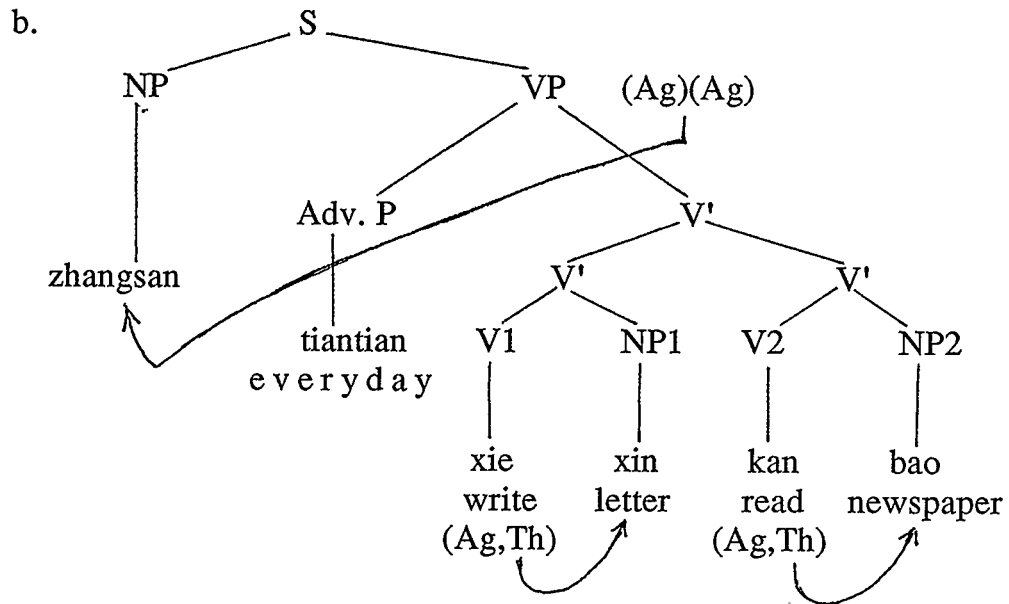 b.
S
NP VP (Ag)(Ag)
Adv. P V'
zhangsan V' V'
tiantian V1 NP1 V2 NP2
everyday
xie xin kan bao
write letter read newspaper
(Ag,Th) (Ag,Th)